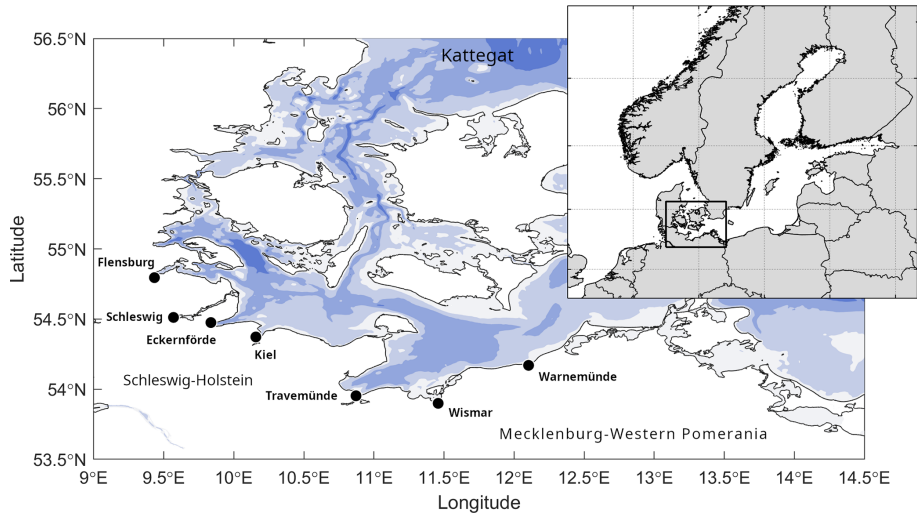 56.5°N
Kattegat
56°N
55.5°N
Latitude
55°N
Flensburg
54.5°N
Schleswig
Eckernförde
Kiel
Schleswig-Holstein
54°N
Travemünde
Warnemünde
Wismar
Mecklenburg-Western Pomerania
53.5°N
9°E 9.5°E 10°E 10.5°E 11°E 11.5°E 12°E 12.5°E 13°E 13.5°E 14°E 14.5°E
Longitude